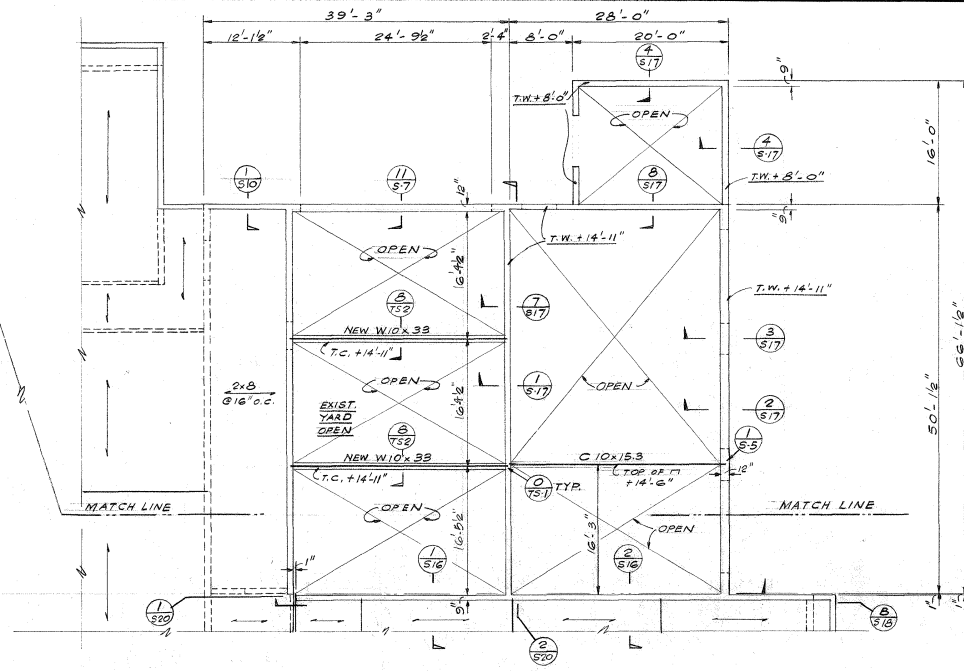 39'-3"
28'-0"
12'-1½"
24'-9½"
2'-4"
8'-0"
20'-0"
4
S17
9"
T.W.+8'-0"
OPEN
4
S-17
16'-0"
1
S10
11
S-7
12"
8
S17
T.W.+8'-0"
T.W.+14'-11"
OPEN
16'-4½"
T.W.+14'-11"
8
TS2
7
S17
NEW W10x33
T.C.+14'-11"
3
S17
66'-1½"
2x8
@16" O.C.
OPEN
1
S-17
OPEN
16'-4½"
EXIST.
YARD
OPEN
2
S17
50'-1½"
8
TS2
1
S-5
NEW W10x33
C 10x15.3
T.C.+14'-11"
TOP OF
+14'-6"
12"
0
TS-1
TYP.
MATCH LINE
OPEN
MATCH LINE
16'-5½"
16'-3"
OPEN
1
S16
2
S16
1"
1
S20
9"
1"
1"
8
S18
2
S20